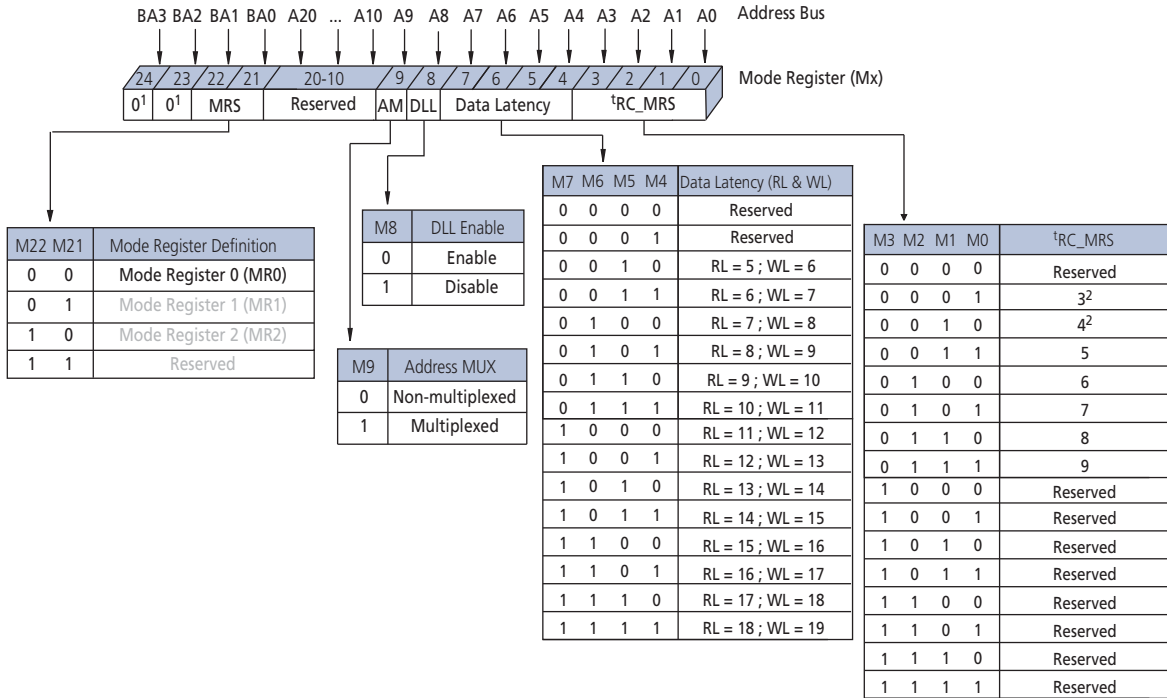 BA3 BA2 BA1 BA0 A20 ... A10 A9 A8 A7 A6 A5 A4 A3 A2 A1 A0 Address Bus
24 23 22 21 20-10 9 8 7 6 5 4 3 2 1 0 Mode Register (Mx)
0¹ 0¹ MRS Reserved AM DLL Data Latency ᵗRC_MRS
M22 M21 Mode Register Definition
0 0 Mode Register 0 (MR0)
0 1 Mode Register 1 (MR1)
1 0 Mode Register 2 (MR2)
1 1 Reserved
M8 DLL Enable
0 Enable
1 Disable
M9 Address MUX
0 Non-multiplexed
1 Multiplexed
M7 M6 M5 M4 Data Latency (RL & WL)
0 0 0 0 Reserved
0 0 0 1 Reserved
0 0 1 0 RL = 5 ; WL = 6
0 0 1 1 RL = 6 ; WL = 7
0 1 0 0 RL = 7 ; WL = 8
0 1 0 1 RL = 8 ; WL = 9
0 1 1 0 RL = 9 ; WL = 10
0 1 1 1 RL = 10 ; WL = 11
1 0 0 0 RL = 11 ; WL = 12
1 0 0 1 RL = 12 ; WL = 13
1 0 1 0 RL = 13 ; WL = 14
1 0 1 1 RL = 14 ; WL = 15
1 1 0 0 RL = 15 ; WL = 16
1 1 0 1 RL = 16 ; WL = 17
1 1 1 0 RL = 17 ; WL = 18
1 1 1 1 RL = 18 ; WL = 19
M3 M2 M1 M0 ᵗRC_MRS
0 0 0 0 Reserved
0 0 0 1 3²
0 0 1 0 4²
0 0 1 1 5
0 1 0 0 6
0 1 0 1 7
0 1 1 0 8
0 1 1 1 9
1 0 0 0 Reserved
1 0 0 1 Reserved
1 0 1 0 Reserved
1 0 1 1 Reserved
1 1 0 0 Reserved
1 1 0 1 Reserved
1 1 1 0 Reserved
1 1 1 1 Reserved